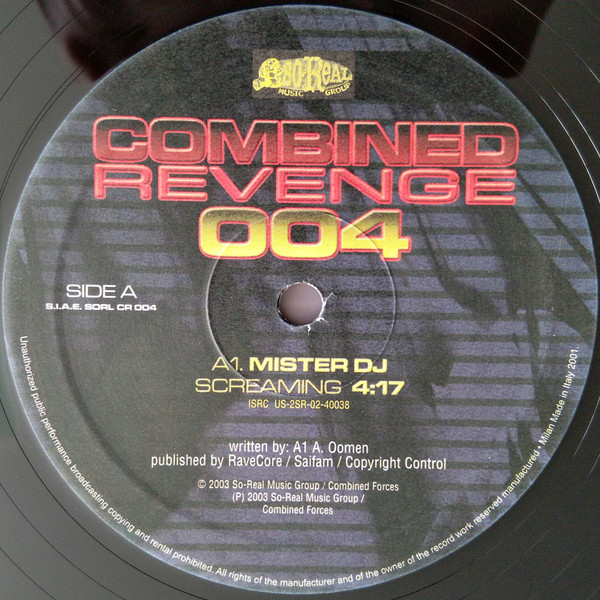 SO-REAL
MUSIC GROUP
COMBINED
REVENGE
004
SIDE A
S.I.A.E. SORL CR 004
A1. MISTER DJ
SCREAMING 4:17
ISRC US-2SR-02-40038
written by: A1 A. Oomen
published by RaveCore / Saifam / Copyright Control
© 2003 So-Real Music Group / Combined Forces
(P) 2003 So-Real Music Group /
Combined Forces
Unauthorized public performance broadcasting copying and rental prohibited. All rights of the manufacturer and of the owner of the record work reserved manufactured • Milan Made in Italy 2001.